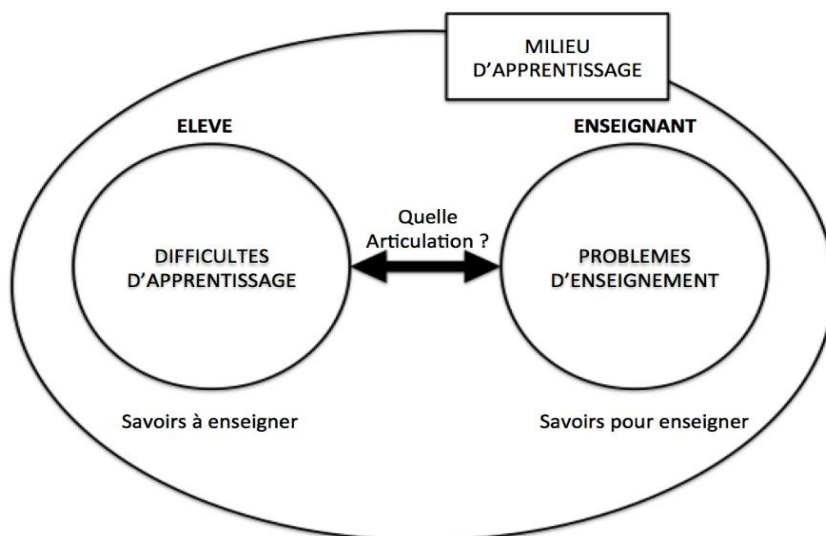 MILIEU
D'APPRENTISSAGE
ELEVE
ENSEIGNANT
Quelle
Articulation ?
DIFFICULTES
D'APPRENTISSAGE
PROBLEMES
D'ENSEIGNEMENT
Savoirs à enseigner
Savoirs pour enseigner